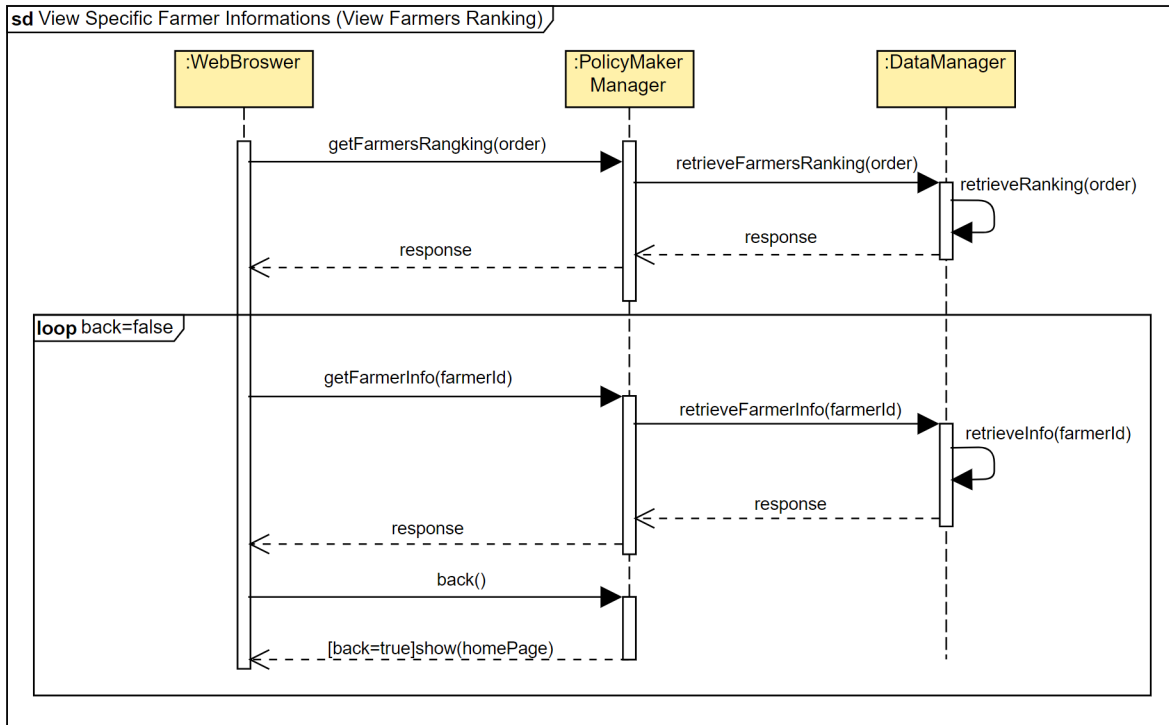 sd View Specific Farmer Informations (View Farmers Ranking)
:WebBroswer
:PolicyMaker
Manager
:DataManager
getFarmersRangking(order)
retrieveFarmersRanking(order)
retrieveRanking(order)
response
response
loop back=false
getFarmerInfo(farmerId)
retrieveFarmerInfo(farmerId)
retrieveInfo(farmerId)
response
response
back()
[back=true]show(homePage)